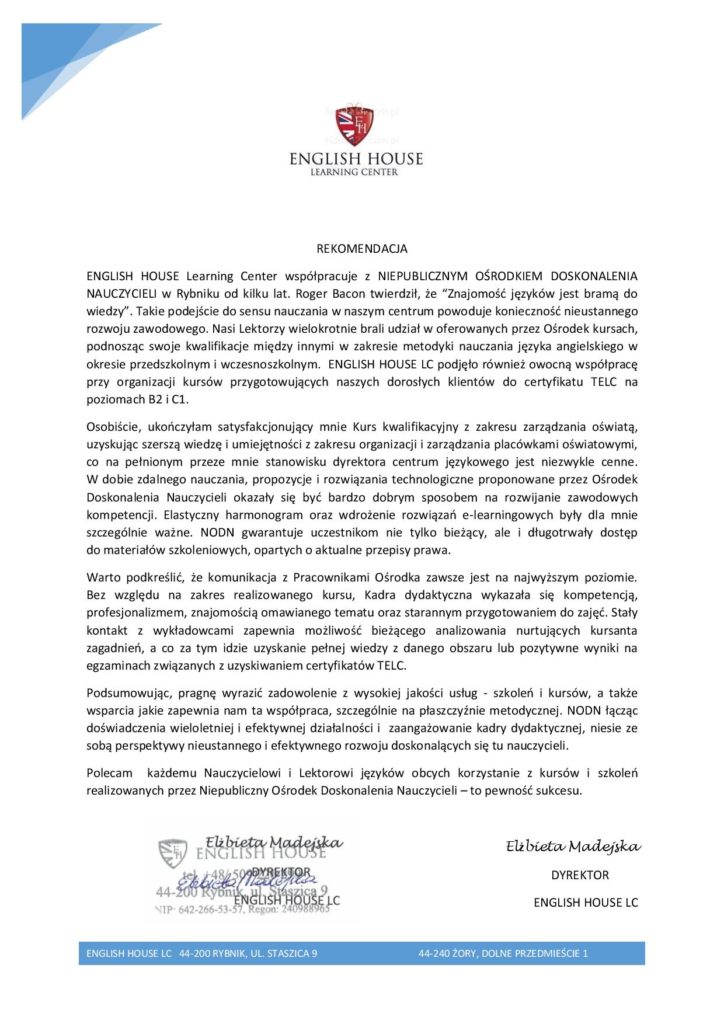 ENGLISH HOUSE
LEARNING CENTER
REKOMENDACJA
ENGLISH HOUSE Learning Center współpracuje z NIEPUBLICZNYM OŚRODKIEM DOSKONALENIA
NAUCZYCIELI w Rybniku od kilku lat. Roger Bacon twierdził, że “Znajomość języków jest bramą do
wiedzy”. Takie podejście do sensu nauczania w naszym centrum powoduje konieczność nieustannego
rozwoju zawodowego. Nasi Lektorzy wielokrotnie brali udział w oferowanych przez Ośrodek kursach,
podnosząc swoje kwalifikacje między innymi w zakresie metodyki nauczania języka angielskiego w
okresie przedszkolnym i wczesnoszkolnym. ENGLISH HOUSE LC podjęło również owocną współpracę
przy organizacji kursów przygotowujących naszych dorosłych klientów do certyfikatu TELC na
poziomach B2 i C1.
Osobiście, ukończyłam satysfakcjonujący mnie Kurs kwalifikacyjny z zakresu zarządzania oświatą,
uzyskując szerszą wiedzę i umiejętności z zakresu organizacji i zarządzania placówkami oświatowymi,
co na pełnionym przeze mnie stanowisku dyrektora centrum językowego jest niezwykle cenne.
W dobie zdalnego nauczania, propozycje i rozwiązania technologiczne proponowane przez Ośrodek
Doskonalenia Nauczycieli okazały się być bardzo dobrym sposobem na rozwijanie zawodowych
kompetencji. Elastyczny harmonogram oraz wdrożenie rozwiązań e-learningowych były dla mnie
szczególnie ważne. NODN gwarantuje uczestnikom nie tylko bieżący, ale i długotrwały dostęp
do materiałów szkoleniowych, opartych o aktualne przepisy prawa.
Warto podkreślić, że komunikacja z Pracownikami Ośrodka zawsze jest na najwyższym poziomie.
Bez względu na zakres realizowanego kursu, Kadra dydaktyczna wykazała się kompetencją,
profesjonalizmem, znajomością omawianego tematu oraz starannym przygotowaniem do zajęć. Stały
kontakt z wykładowcami zapewnia możliwość bieżącego analizowania nurtujących kursanta
zagadnień, a co za tym idzie uzyskanie pełnej wiedzy z danego obszaru lub pozytywne wyniki na
egzaminach związanych z uzyskiwaniem certyfikatów TELC.
Podsumowując, pragnę wyrazić zadowolenie z wysokiej jakości usług - szkoleń i kursów, a także
wsparcia jakie zapewnia nam ta współpraca, szczególnie na płaszczyźnie metodycznej. NODN łącząc
doświadczenia wieloletniej i efektywnej działalności i zaangażowanie kadry dydaktycznej, niesie ze
sobą perspektywy nieustannego i efektywnego rozwoju doskonalących się tu nauczycieli.
Polecam każdemu Nauczycielowi i Lektorowi języków obcych korzystanie z kursów i szkoleń
realizowanych przez Niepubliczny Ośrodek Doskonalenia Nauczycieli – to pewność sukcesu.
Elżbieta Madejska
ENGLISH HOUSE
DYREKTOR
44-200 Rybnik, ul. Staszica 9
ENGLISH HOUSE LC
NIP: 642-266-53-57, Regon: 240988965
Elżbieta Madejska
DYREKTOR
ENGLISH HOUSE LC
ENGLISH HOUSE LC 44-200 RYBNIK, UL. STASZICA 9 44-240 ŻORY, DOLNE PRZEDMIEŚCIE 1